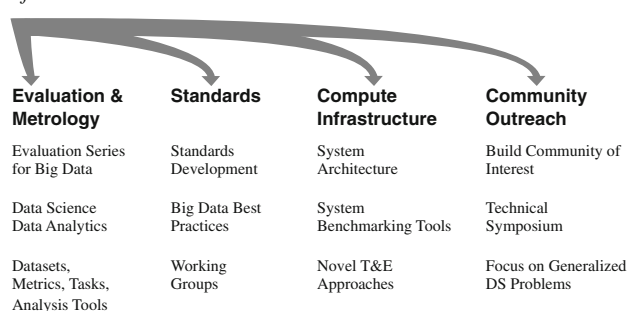 Evaluation &
Metrology
Evaluation Series
for Big Data
Data Science
Data Analytics
Datasets,
Metrics, Tasks,
Analysis Tools
Standards
Standards
Development
Big Data Best
Practices
Working
Groups
Compute
Infrastructure
System
Architecture
System
Benchmarking Tools
Novel T&E
Approaches
Community
Outreach
Build Community of
Interest
Technical
Symposium
Focus on Generalized
DS Problems